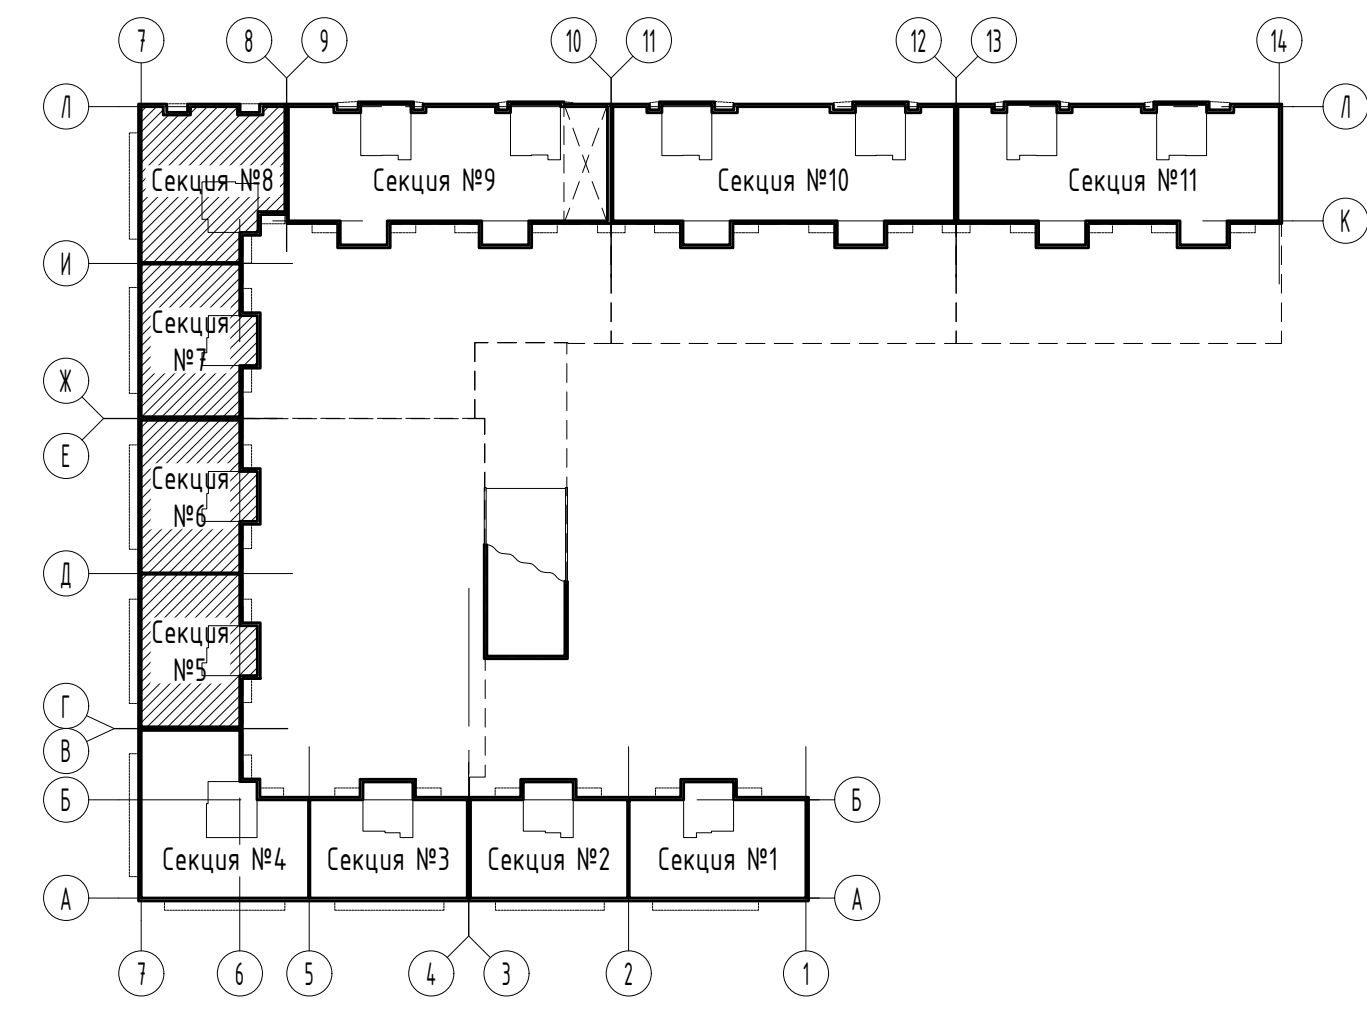 7 8 9 10 11 12 13 14
Л Л
Секция №8 Секция №9 Секция №10 Секция №11
К
И
Секция
№7
Ж
Е
Секция
№6
Д
Секция
№5
Г
В
Б Б
Секция №4 Секция №3 Секция №2 Секция №1
А А
7 6 5 4 3 2 1